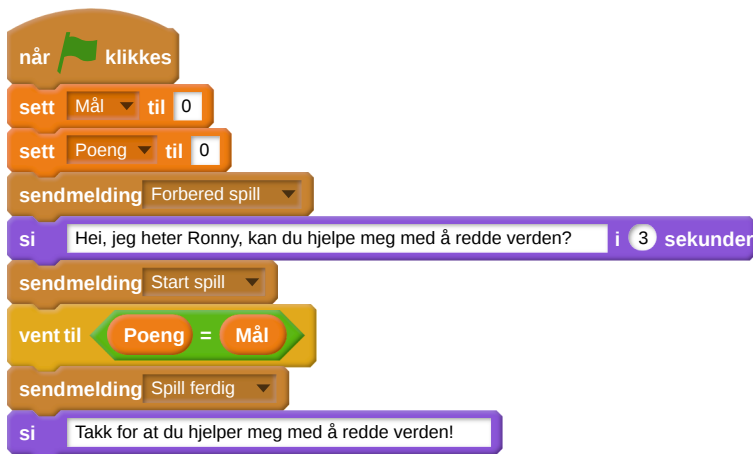 når klikkes
sett Mål til 0
sett Poeng til 0
sendmelding Forbered spill
si Hei, jeg heter Ronny, kan du hjelpe meg med å redde verden? i 3 sekunder
sendmelding Start spill
vent til Poeng = Mål
sendmelding Spill ferdig
si Takk for at du hjelper meg med å redde verden!